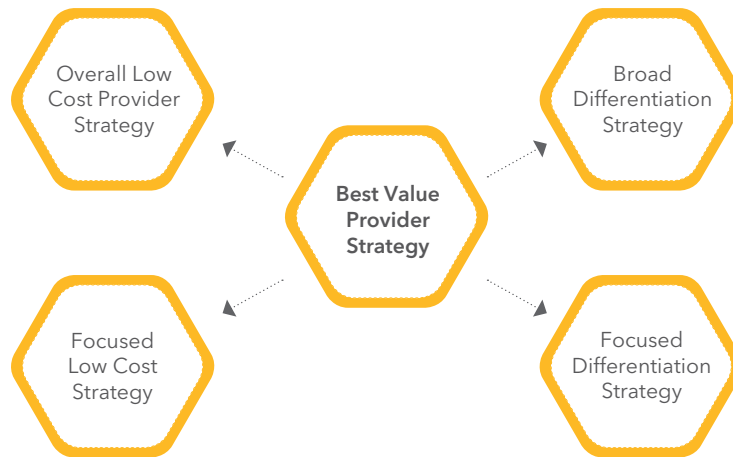 Overall Low
Cost Provider
Strategy
Broad
Differentiation
Strategy
Best Value
Provider
Strategy
Focused
Low Cost
Strategy
Focused
Differentiation
Strategy